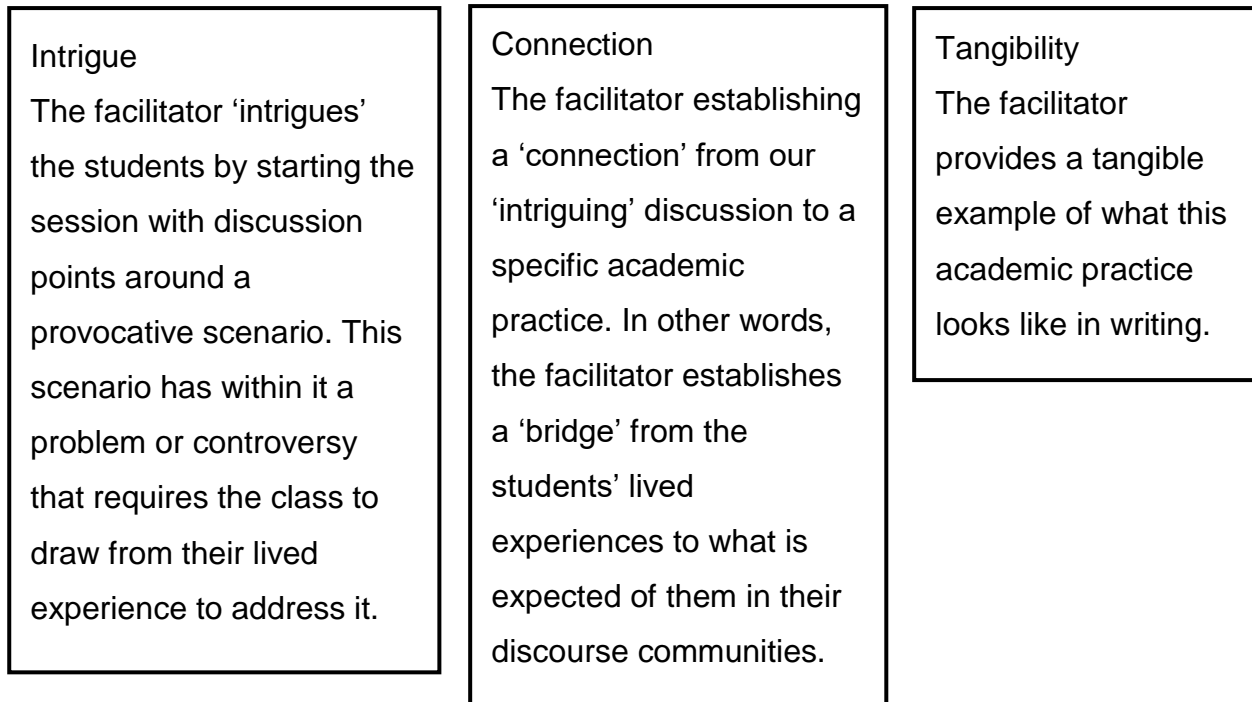 Intrigue
The facilitator ‘intrigues’
the students by starting the
session with discussion
points around a
provocative scenario. This
scenario has within it a
problem or controversy
that requires the class to
draw from their lived
experience to address it.
Connection
The facilitator establishing
a ‘connection’ from our
‘intriguing’ discussion to a
specific academic
practice. In other words,
the facilitator establishes
a ‘bridge’ from the
students’ lived
experiences to what is
expected of them in their
discourse communities.
Tangibility
The facilitator
provides a tangible
example of what this
academic practice
looks like in writing.